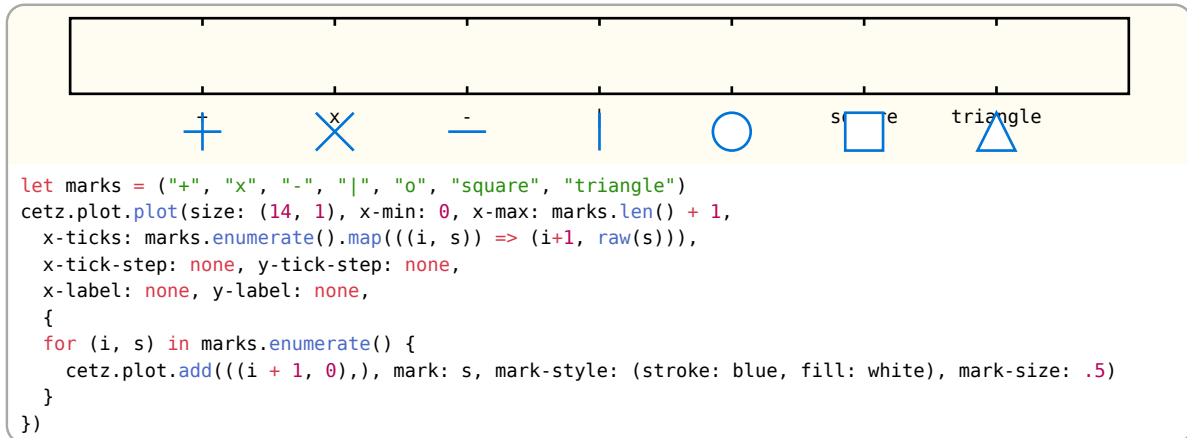 x - square triangle
let marks = ("+", "x", "-", "|", "o", "square", "triangle")
cetz.plot.plot(size: (14, 1), x-min: 0, x-max: marks.len() + 1,
x-ticks: marks.enumerate().map(((i, s)) => (i+1, raw(s))),
x-tick-step: none, y-tick-step: none,
x-label: none, y-label: none,
{
for (i, s) in marks.enumerate() {
cetz.plot.add(((i + 1, 0),), mark: s, mark-style: (stroke: blue, fill: white), mark-size: .5)
}
})